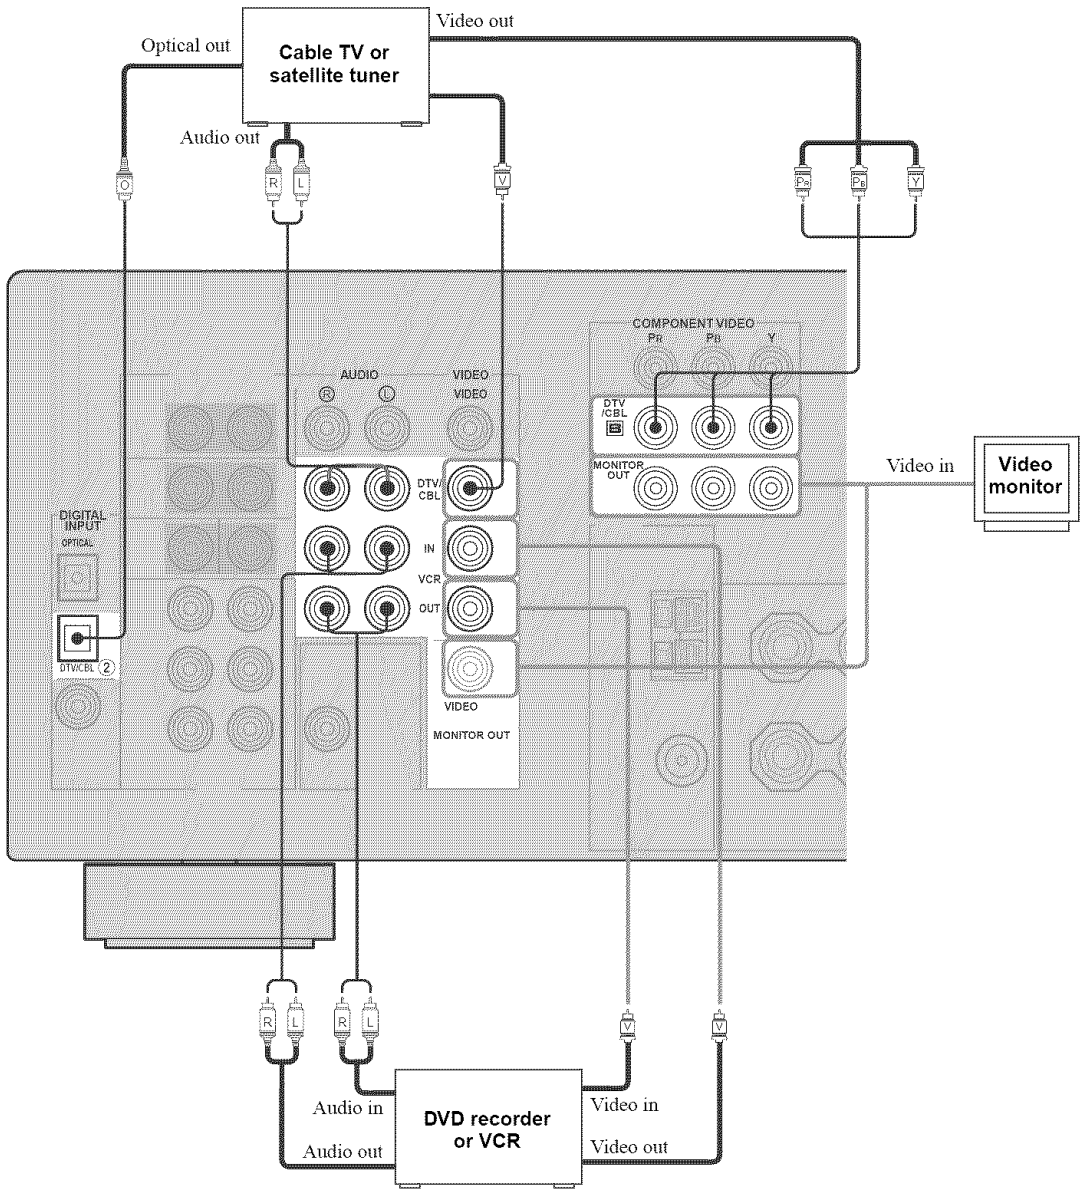 Video out
Optical out
Cable TV or
satellite tuner
Audio out
O
R
L
V
PR
PB
Y
COMPONENT VIDEO
PR
PB
Y
AUDIO
VIDEO
R
L
VIDEO
DTV
/CBL
B
DTV/
CBL
MONITOR
OUT
Video in
Video
monitor
DIGITAL
INPUT
OPTICAL
IN
VCR
OUT
DTV/CBL
2
VIDEO
MONITOR OUT
R
L
R
L
V
V
Audio in
DVD recorder
or VCR
Video in
Audio out
Video out